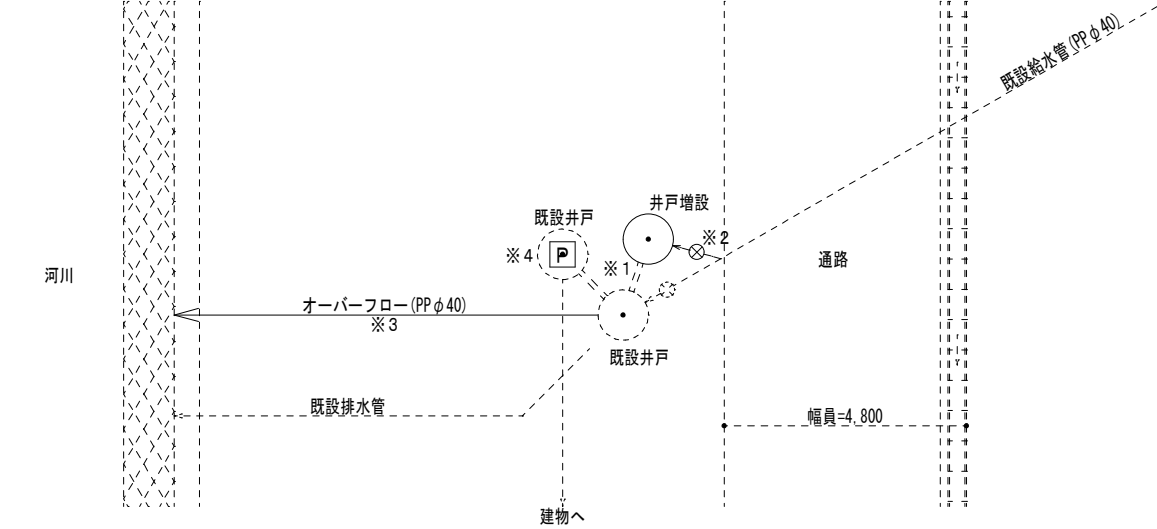 既設給水管(PPφ40)
井戸増設
既設井戸
※2
※4
P
※1
通路
河川
オーバーフロー(PPφ40)
※3
既設井戸
既設排水管
幅員=4,800
建物へ